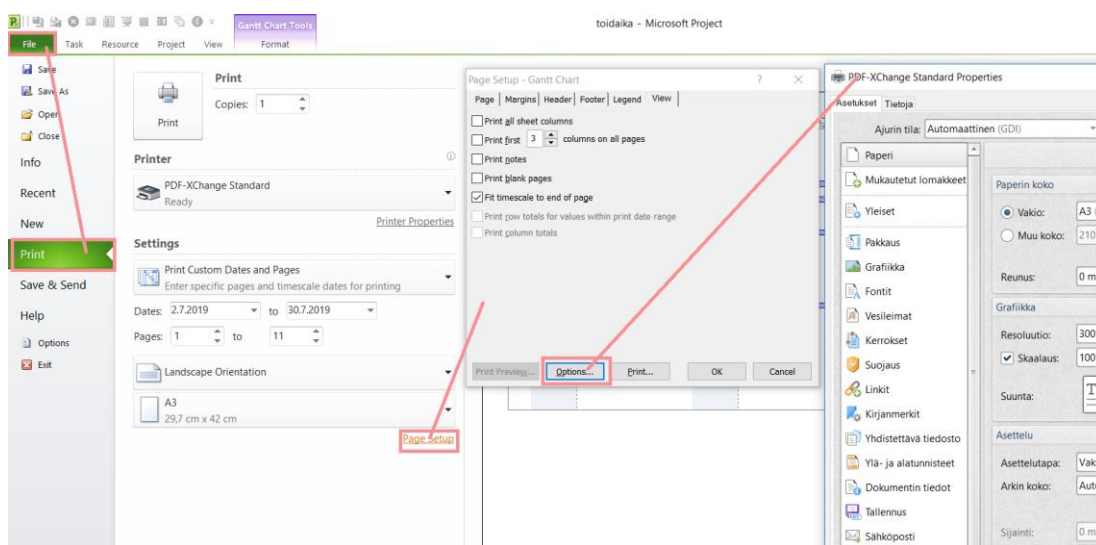 toidaika - Microsoft Project
Gantt Chart Tools
File Task Resource Project View Format
Save
Save As
Open
Close
Info
Recent
New
Print
Save & Send
Help
Options
Exit
Print
Print
Copies: 1
Printer
PDF-XChange Standard
Ready
Printer Properties
Settings
Print Custom Dates and Pages
Enter specific pages and timescale dates for printing
Dates: 2.7.2019 to 30.7.2019
Pages: 1 to 11
Landscape Orientation
A3
29,7 cm x 42 cm
Page Setup
Page Setup - Gantt Chart
Page Margins Header Footer Legend View
Print all sheet columns
Print first 3 columns on all pages
Print notes
Print blank pages
Fit timescale to end of page
Print row totals for values within print date range
Print column totals
Print Preview... Options... Print... OK Cancel
PDF-XChange Standard Properties
Asetukset Tietoja
Ajurin tila: Automaattinen (GDI)
Paperi
Mukautetut lomakkeet
Yleiset
Pakkaus
Grafiikka
Fontit
Vesileimat
Kerrokset
Suojaus
Linkit
Kirjanmerkit
Yhdistettävä tiedosto
Ylä- ja alatunnisteet
Dokumentin tiedot
Tallennus
Sähköposti
Paperin koko
Vakio: A3
Muu koko: 210
Reunus: 0 m
Grafiikka
Resoluutio: 300
Skaalaus: 100
Suunta:
Asettelu
Asettelutapa: Vak
Arkin koko: Aut
Sijainti: 0 m